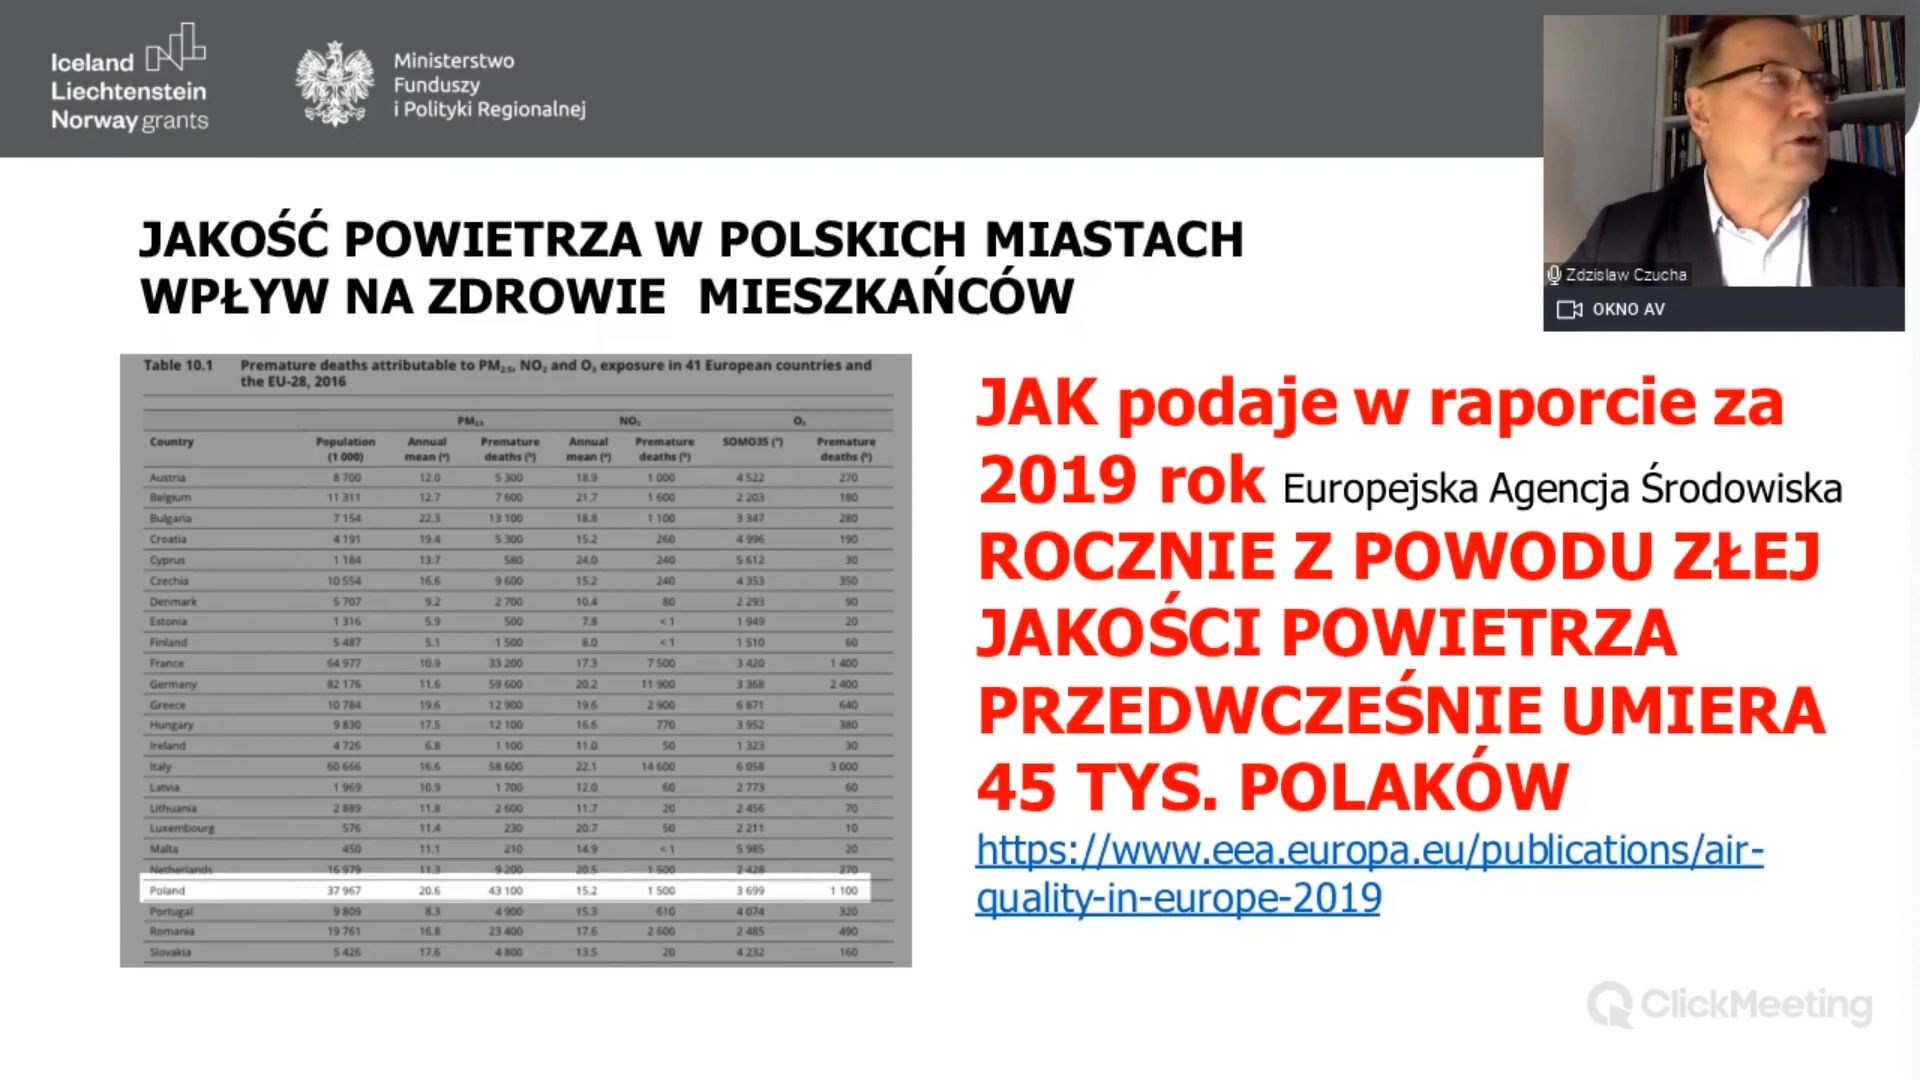 Iceland
Liechtenstein
Norway grants
Ministerstwo
Funduszy
i Polityki Regionalnej
Zdzislaw Czucha
OKNO AV
JAKOŚĆ POWIETRZA W POLSKICH MIASTACH
WPŁYW NA ZDROWIE MIESZKAŃCÓW
Table 10.1 Premature deaths attributable to PM2.5, NO2 and O3 exposure in 41 European countries and
the EU-28, 2016
PM2.5 NO2 O3
Country Population Annual Premature Annual Premature SOMO35 (ᵃ) Premature
(1 000) mean (ᵃ) deaths (ᵇ) mean (ᵃ) deaths (ᵇ) deaths (ᵇ)
Austria 8 700 12.0 5 300 18.9 1 000 4 522 270
Belgium 11 311 12.7 7 600 21.7 1 600 2 203 180
Bulgaria 7 154 22.3 13 100 18.8 1 100 3 347 280
Croatia 4 191 19.4 5 300 15.2 260 4 996 190
Cyprus 1 184 13.7 580 24.0 240 5 612 30
Czechia 10 554 16.6 9 600 15.2 240 4 353 350
Denmark 5 707 9.2 2 700 10.4 80 2 293 90
Estonia 1 316 5.9 500 7.8 < 1 1 949 20
Finland 5 487 5.1 1 500 8.0 < 1 1 510 60
France 64 977 10.9 33 200 17.3 7 500 3 420 1 400
Germany 82 176 11.6 59 600 20.2 11 900 3 368 2 400
Greece 10 784 19.6 12 900 19.6 2 900 6 871 640
Hungary 9 830 17.5 12 100 16.6 770 3 952 380
Ireland 4 726 6.8 1 100 11.0 50 1 323 30
Italy 60 666 16.6 58 600 22.1 14 600 6 058 3 000
Latvia 1 969 10.9 1 700 12.0 60 2 773 60
Lithuania 2 889 11.8 2 600 11.7 20 2 456 70
Luxembourg 576 11.4 230 20.7 50 2 211 10
Malta 450 11.1 210 14.9 < 1 5 985 20
Netherlands 16 979 11.3 9 200 20.5 1 500 2 428 270
Poland 37 967 20.6 43 100 15.2 1 500 3 699 1 100
Portugal 9 809 8.3 4 900 15.3 610 4 074 320
Romania 19 761 16.8 23 400 17.6 2 600 2 485 490
Slovakia 5 426 17.6 4 800 13.5 20 4 232 160
JAK podaje w raporcie za
2019 rok Europejska Agencja Środowiska
ROCZNIE Z POWODU ZŁEJ
JAKOŚCI POWIETRZA
PRZEDWCZEŚNIE UMIERA
45 TYS. POLAKÓW
https://www.eea.europa.eu/publications/air-
quality-in-europe-2019
ClickMeeting